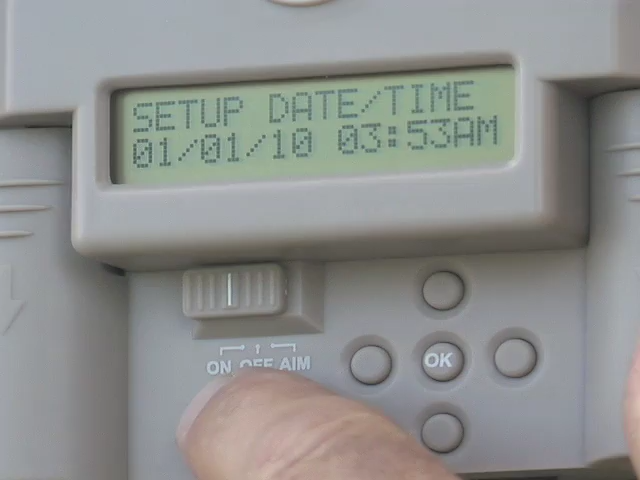 SETUP DATE/TIME
01/01/10 03:53AM
ON OFF AIM
OK